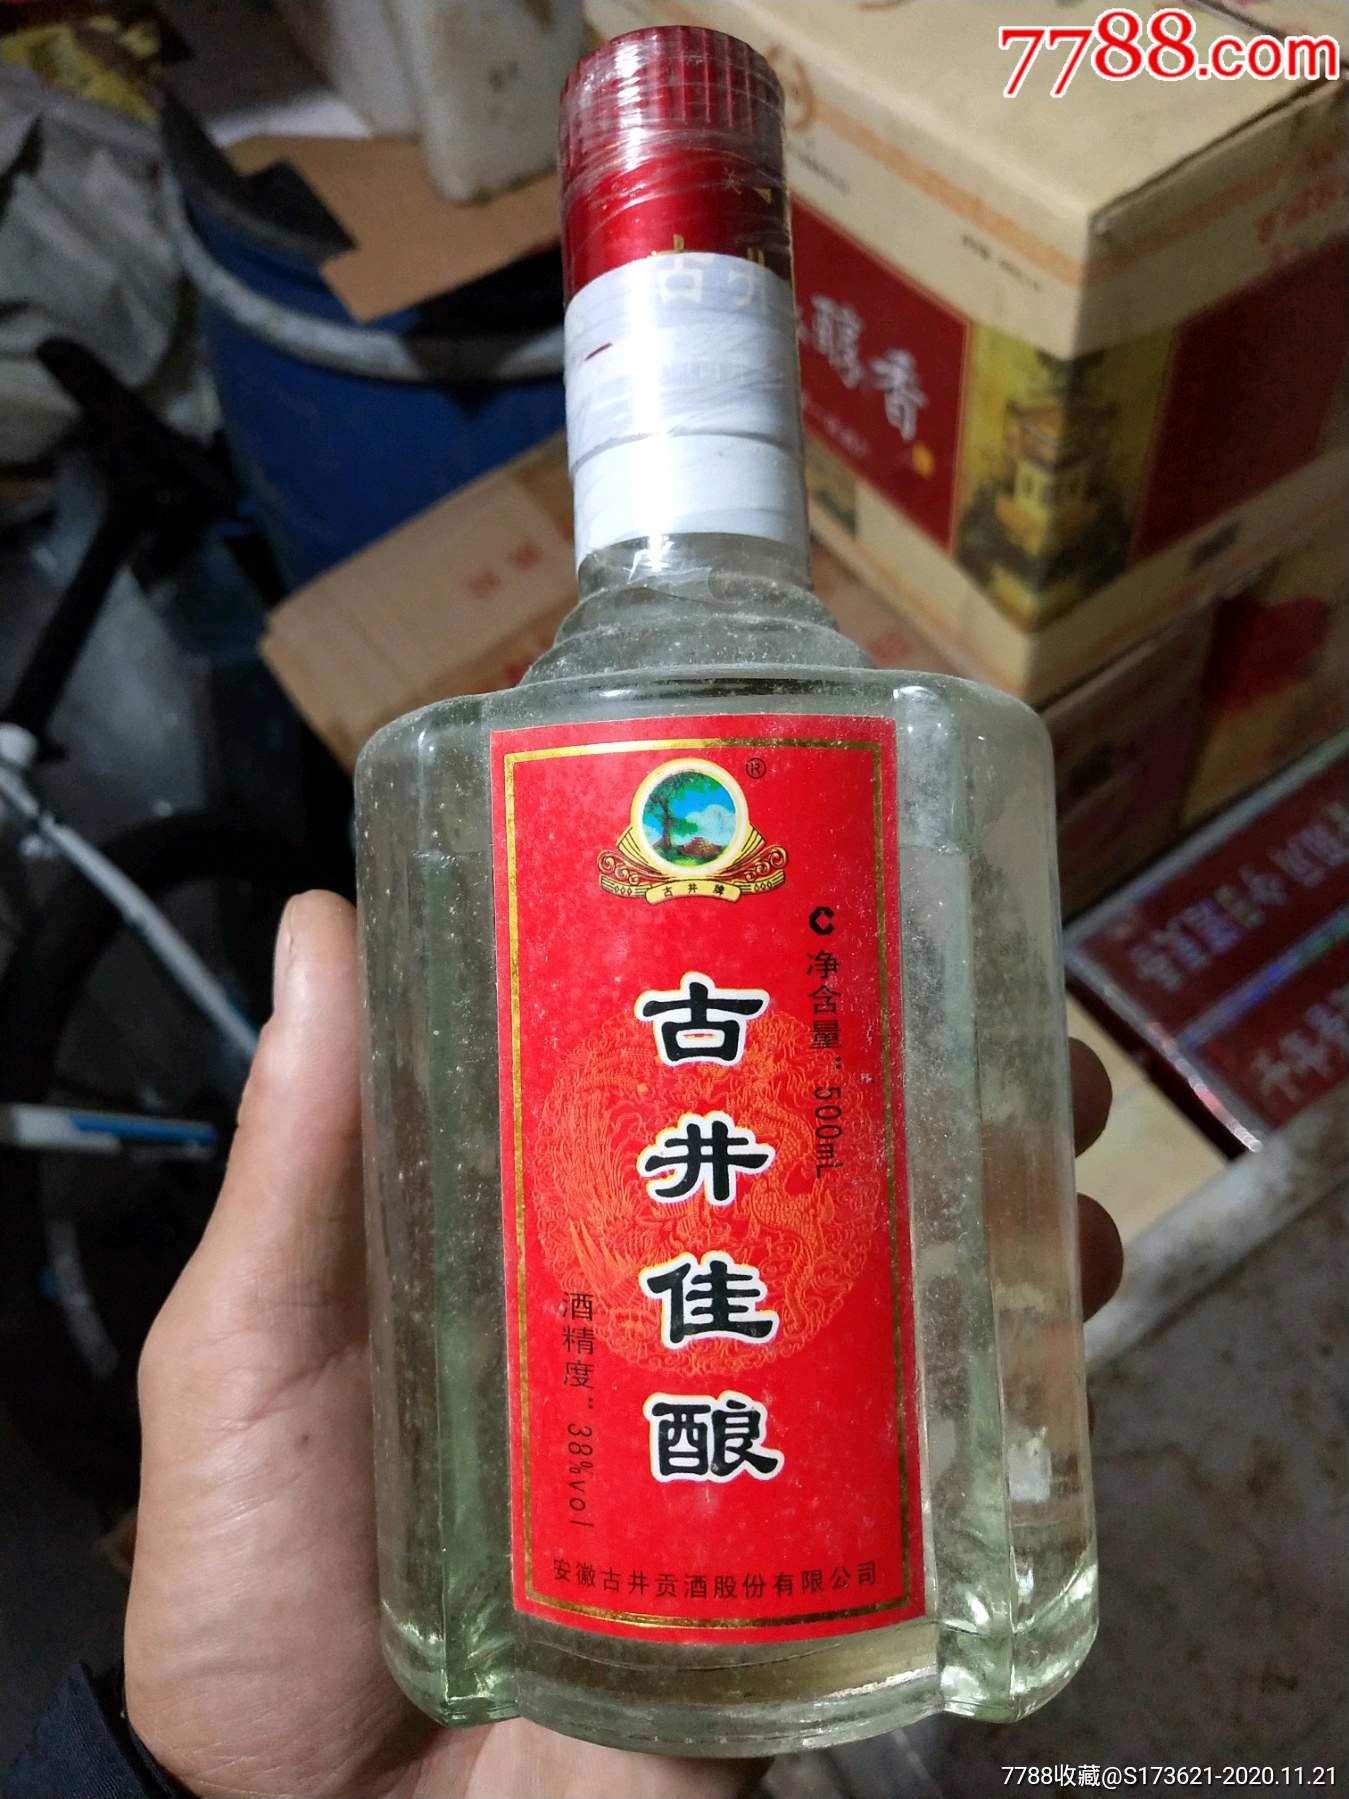 7788.com
古井
醇香
古井牌
®
C
净含量：500mL
古井佳酿
酒精度：38%vol
安徽古井贡酒股份有限公司
7788收藏@S173621-2020.11.21